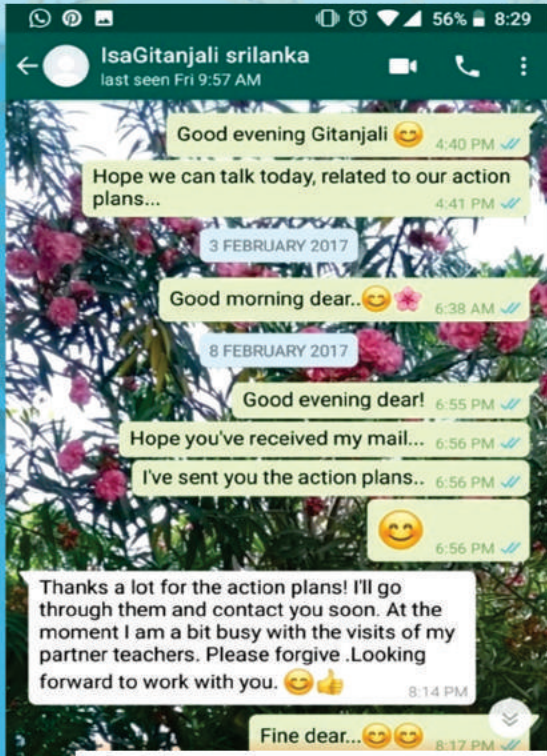 56% 8:29
IsaGitanjali srilanka
last seen Fri 9:57 AM
Good evening Gitanjali 😊 4:40 PM
Hope we can talk today, related to our action
plans... 4:41 PM
3 FEBRUARY 2017
Good morning dear..😊🌸 6:38 AM
8 FEBRUARY 2017
Good evening dear! 6:55 PM
Hope you've received my mail... 6:56 PM
I've sent you the action plans.. 6:56 PM
😊 6:56 PM
Thanks a lot for the action plans! I'll go
through them and contact you soon. At the
moment I am a bit busy with the visits of my
partner teachers. Please forgive .Looking
forward to work with you. 😊👍 8:14 PM
Fine dear...😊😊 8:17 PM